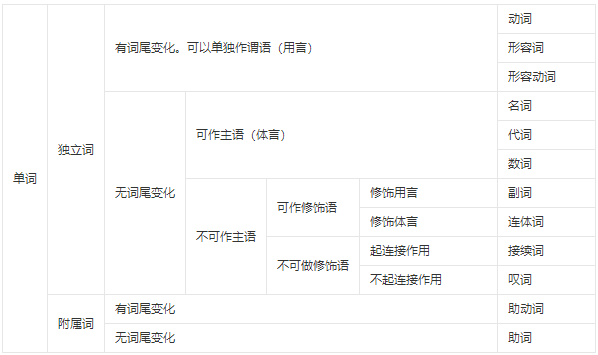 单词
独立词
有词尾变化。可以单独作谓语（用言）
动词
形容词
形容动词
无词尾变化
可作主语（体言）
名词
代词
数词
不可作主语
可作修饰语
修饰用言
副词
修饰体言
连体词
不可做修饰语
起连接作用
接续词
不起连接作用
叹词
附属词
有词尾变化
助动词
无词尾变化
助词